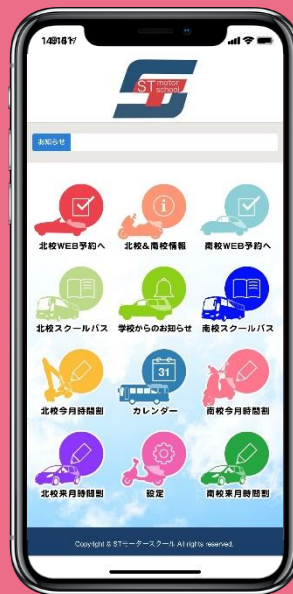 ST motor
school
お知らせ
北校WEB予約へ 北校&南校情報 南校WEB予約へ
北校スクールバス 学校からのお知らせ 南校スクールバス
31
北校今月時間割 カレンダー 南校今月時間割
北校来月時間割 設定 南校来月時間割
Copyright © STモータースクール All rights reserved.